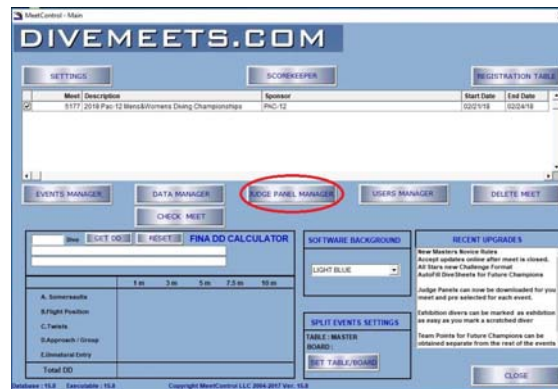 MeetControl - Main
DIVEMEETS.COM
SETTINGS
SCOREKEEPER
REGISTRATION TABLE
Meet Description Sponsor Start Date End Date
5177 2018 Pac-12 Mens&Womens Diving Championships PAC-12 02/21/18 02/24/18
EVENTS MANAGER
DATA MANAGER
JUDGE PANEL MANAGER
USERS MANAGER
DELETE MEET
CHECK MEET
Dive GET DD RESET FINA DD CALCULATOR
1 m 3 m 5 m 7.5 m 10 m
A. Somersaults
B.Flight Position
C.Twists
D.Approach / Group
E.Unnatural Entry
Total DD
SOFTWARE BACKGROUND
LIGHT BLUE
SPLIT EVENTS SETTINGS
TABLE : MASTER
BOARD :
SET TABLE/BOARD
RECENT UPGRADES
New Masters Novice Rules
Accept updates online after meet is closed.
All Stars new Challenge Format
AutoFill DiveSheets for Future Champions
Judge Panels can now be downloaded for you
meet and pre selected for each event.
Exhibition divers can be marked as exhibition
as easy as you mark a scratched diver
Team Points for Future Champions can be
obtained separate from the rest of the events
CLOSE
Database : 15.0 Executable : 15.0 Copyright MeetControl LLC 2004-2017 Ver. 15.0